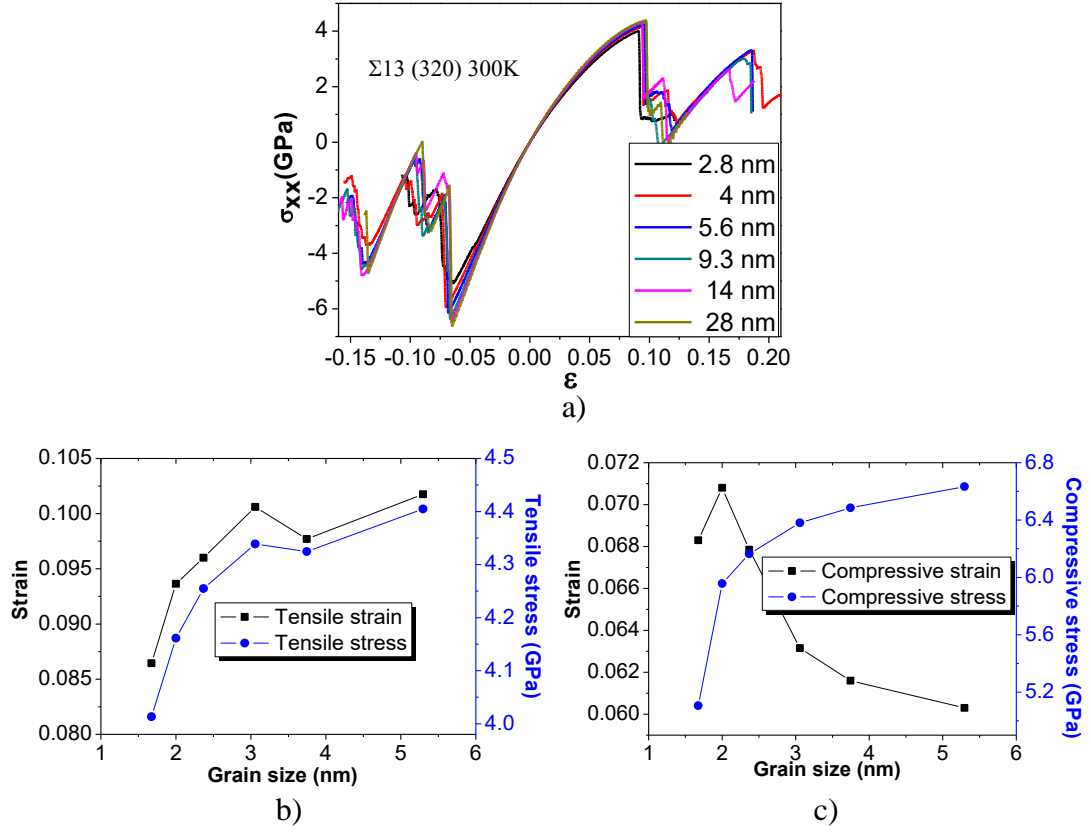 4
2
0
-2
-4
-6
σxx(GPa)
Σ13 (320) 300K
2.8 nm
4 nm
5.6 nm
9.3 nm
14 nm
28 nm
-0.15 -0.10 -0.05 0.00 0.05 0.10 0.15 0.20
ε
a)
0.105
0.100
0.095
0.090
0.085
0.080
Strain
Tensile strain
Tensile stress
4.5
4.4
4.3
4.2
4.1
4.0
Tensile stress (GPa)
1 2 3 4 5 6
Grain size (nm)
b)
0.072
0.070
0.068
0.066
0.064
0.062
0.060
Strain
Compressive strain
Compressive stress
6.8
6.4
6.0
5.6
5.2
Compressive stress (GPa)
1 2 3 4 5 6
Grain size (nm)
c)